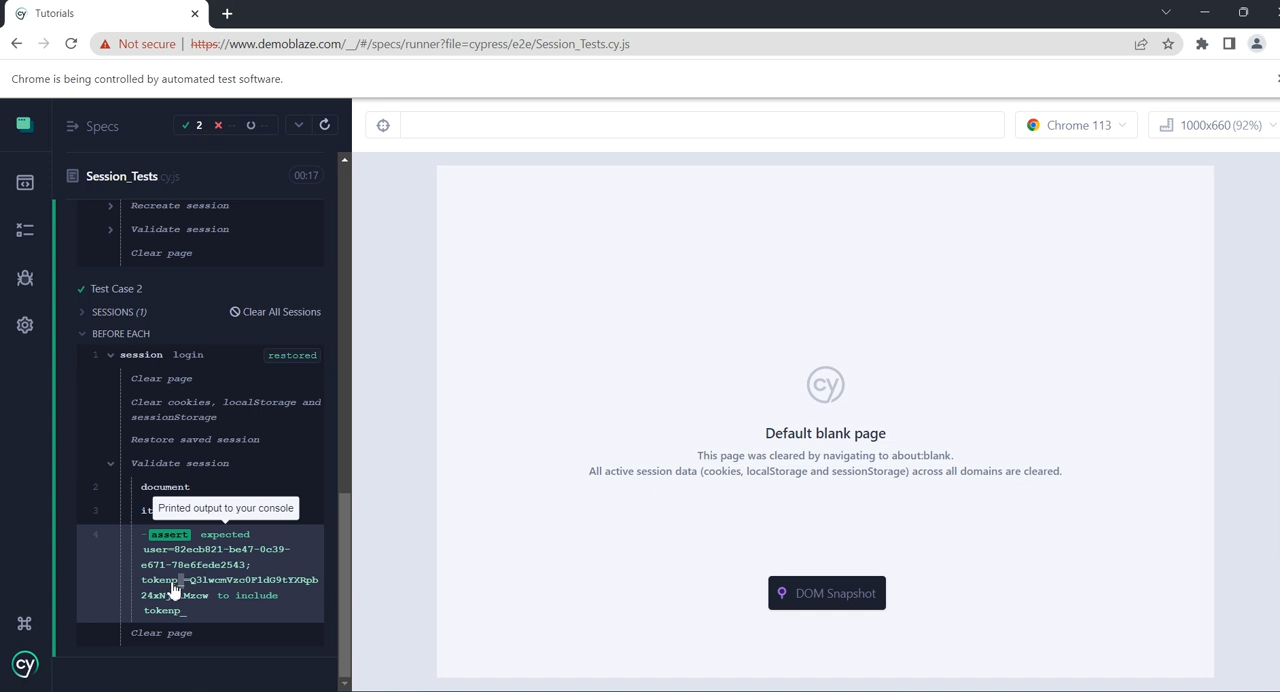 Tutorials
Not secure | https://www.demoblaze.com/__/#/specs/runner?file=cypress/e2e/Session_Tests.cy.js
Chrome is being controlled by automated test software.
Specs
2 -- --
Chrome 113
1000x660 (92%)
Session_Tests cy.js
00:17
Recreate session
Validate session
Clear page
Test Case 2
SESSIONS (1)
Clear All Sessions
BEFORE EACH
1 session login
restored
Clear page
Clear cookies, localStorage and
sessionStorage
Restore saved session
Validate session
2 document
Printed output to your console
3 it
4 -assert expected
user=82ecb821-be47-0c39-
e671-78e6fede2543;
to include
tokenp_
Clear page
cy
cy
Default blank page
This page was cleared by navigating to about:blank.
All active session data (cookies, localStorage and sessionStorage) across all domains are cleared.
DOM Snapshot